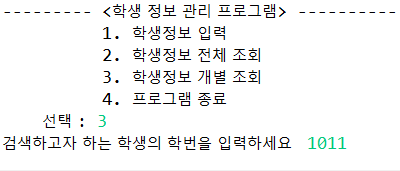 --------- <학생 정보 관리 프로그램> ----------
1. 학생정보 입력
2. 학생정보 전체 조회
3. 학생정보 개별 조회
4. 프로그램 종료
선택 : 3
검색하고자 하는 학생의 학번을 입력하세요 1011